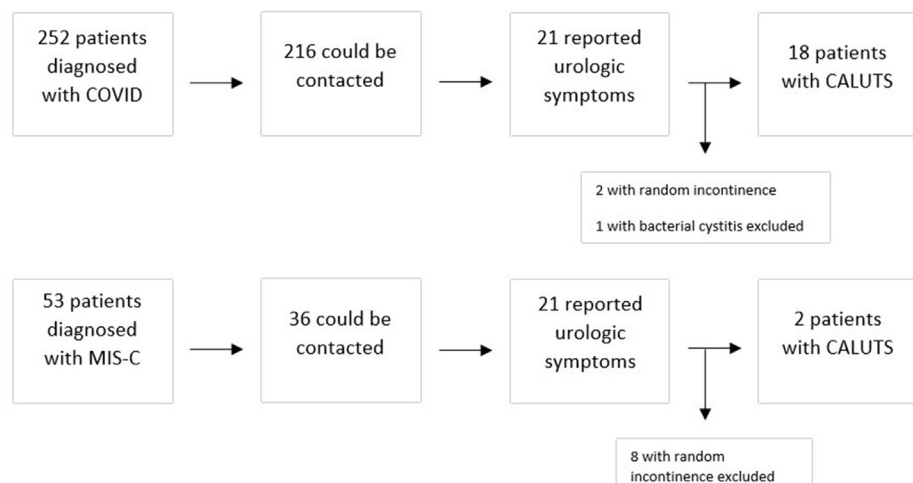 252 patients
diagnosed
with COVID
216 could be
contacted
21 reported
urologic
symptoms
18 patients
with CALUTS
2 with random incontinence
1 with bacterial cystitis excluded
53 patients
diagnosed
with MIS-C
36 could be
contacted
21 reported
urologic
symptoms
2 patients
with CALUTS
8 with random
incontinence excluded